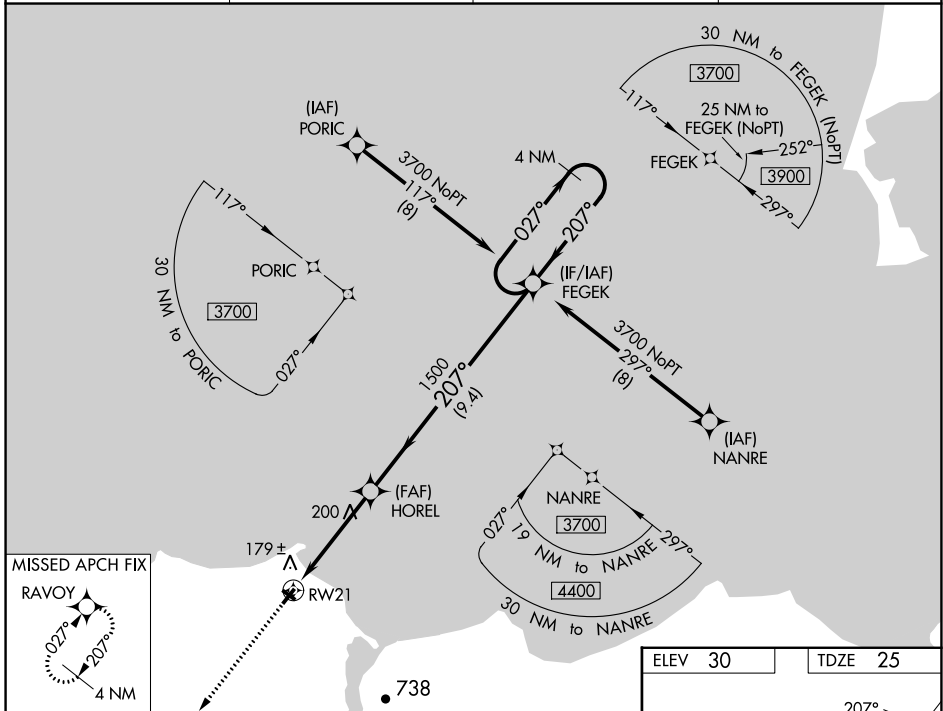 30 NM to FEGEK (NoPT)
3700
117°
25 NM to
FEGEK (NoPT)
252°
FEGEK
3900
297°
(IAF)
PORIC
3700 NoPT
117°
(8)
4 NM
027°
207°
(IF/IAF)
FEGEK
117°
PORIC
3700
30 NM to PORIC
027°
1500
207°
(9.4)
3700 NoPT
297°
(8)
(IAF)
NANRE
(FAF)
HOREL
200
179±
RW21
NANRE
3700
027°
297°
19 NM to NANRE
4400
30 NM to NANRE
MISSED APCH FIX
RAVOY
027°
207°
4 NM
738
ELEV 30
TDZE 25
207°